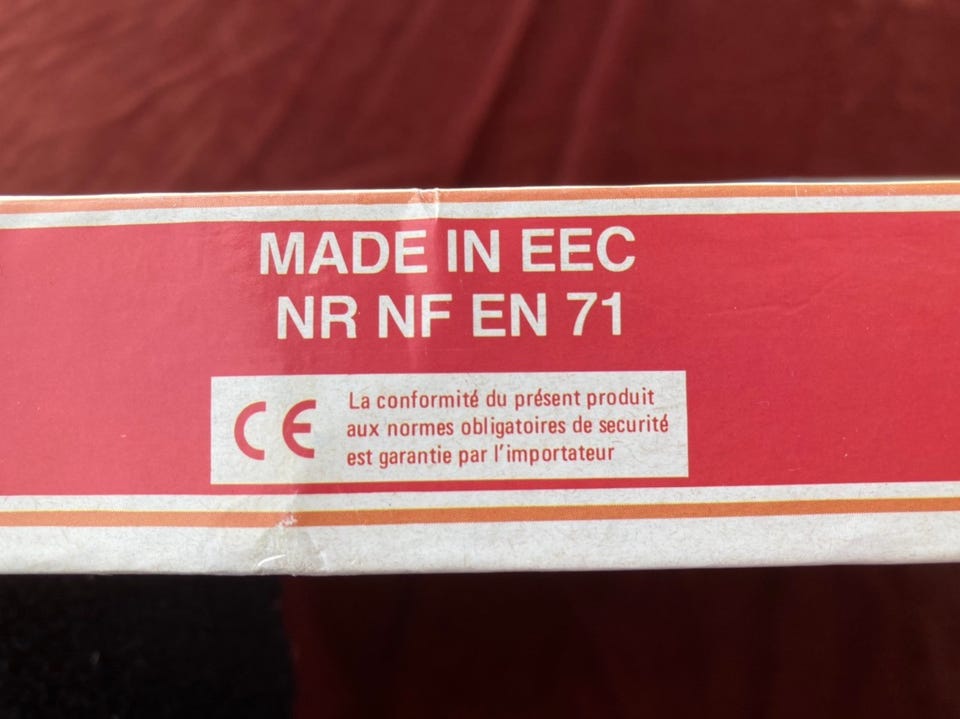 MADE IN EEC
NR NF EN 71
CE
La conformité du présent produit
aux normes obligatoires de securité
est garantie par l'importateur